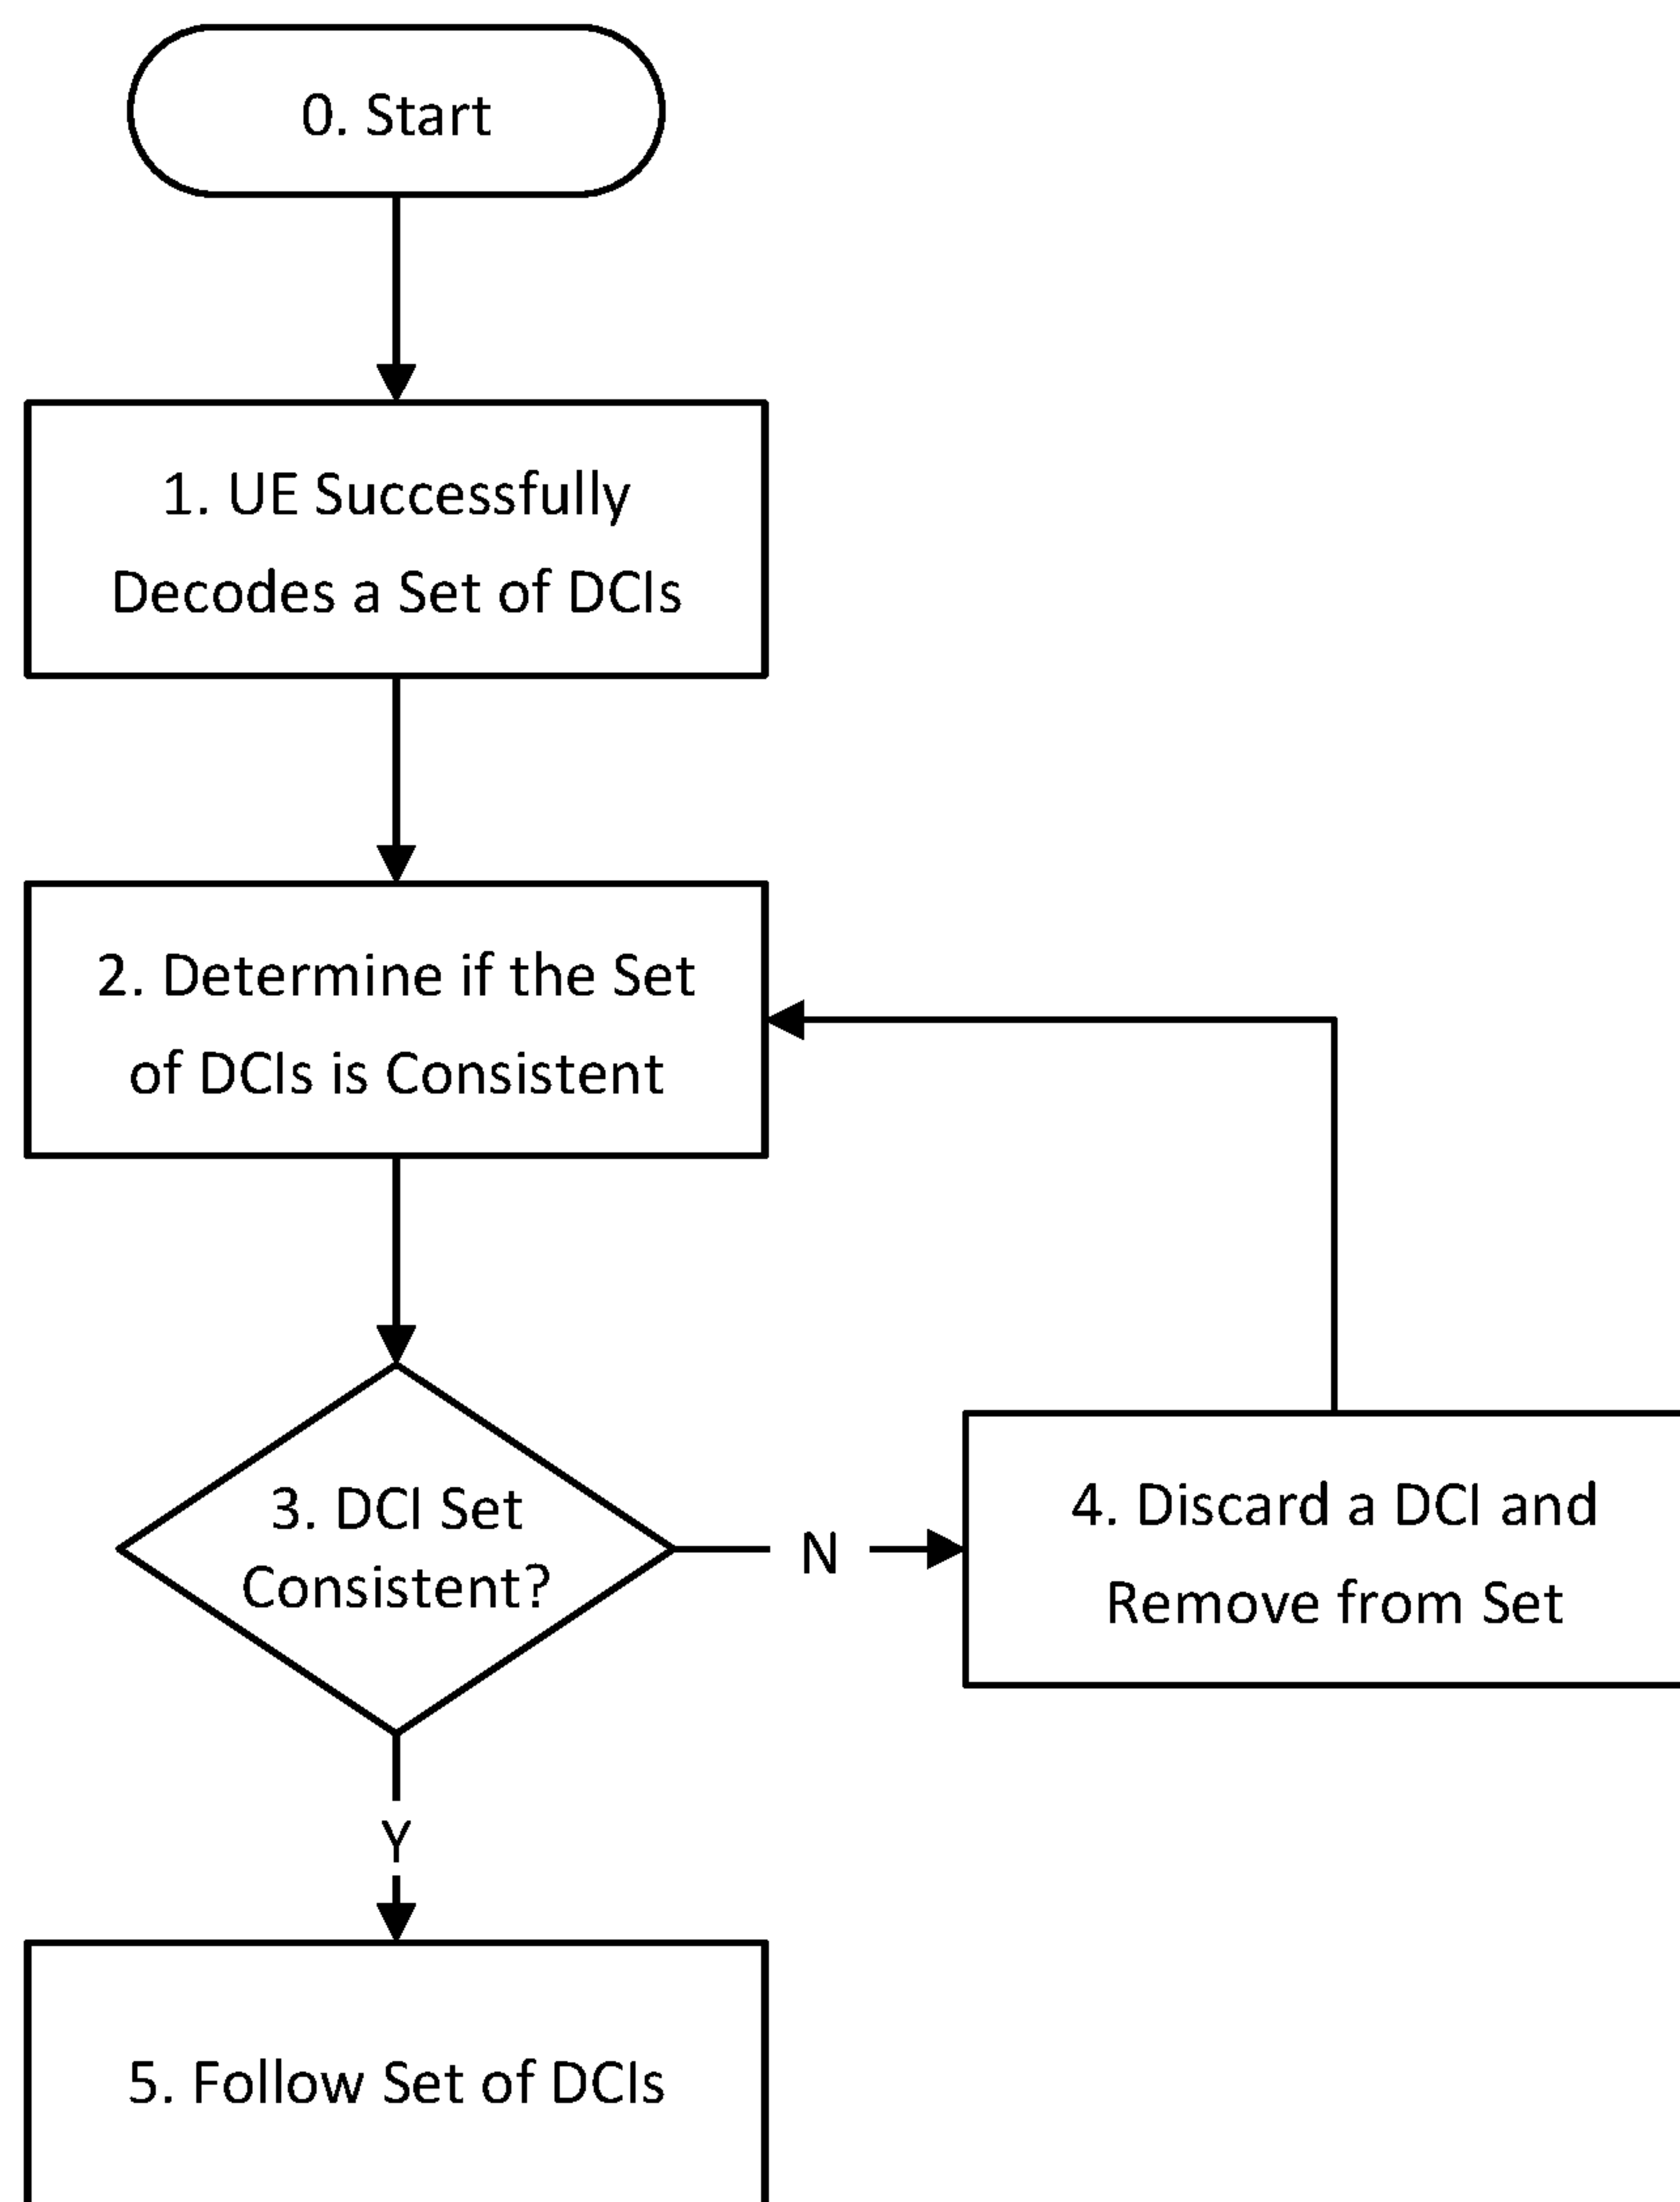 0. Start
1. UE Successfully
Decodes a Set of DCIs
2. Determine if the Set
of DCIs is Consistent
3. DCI Set
Consistent?
N
4. Discard a DCI and
Remove from Set
Y
5. Follow Set of DCIs